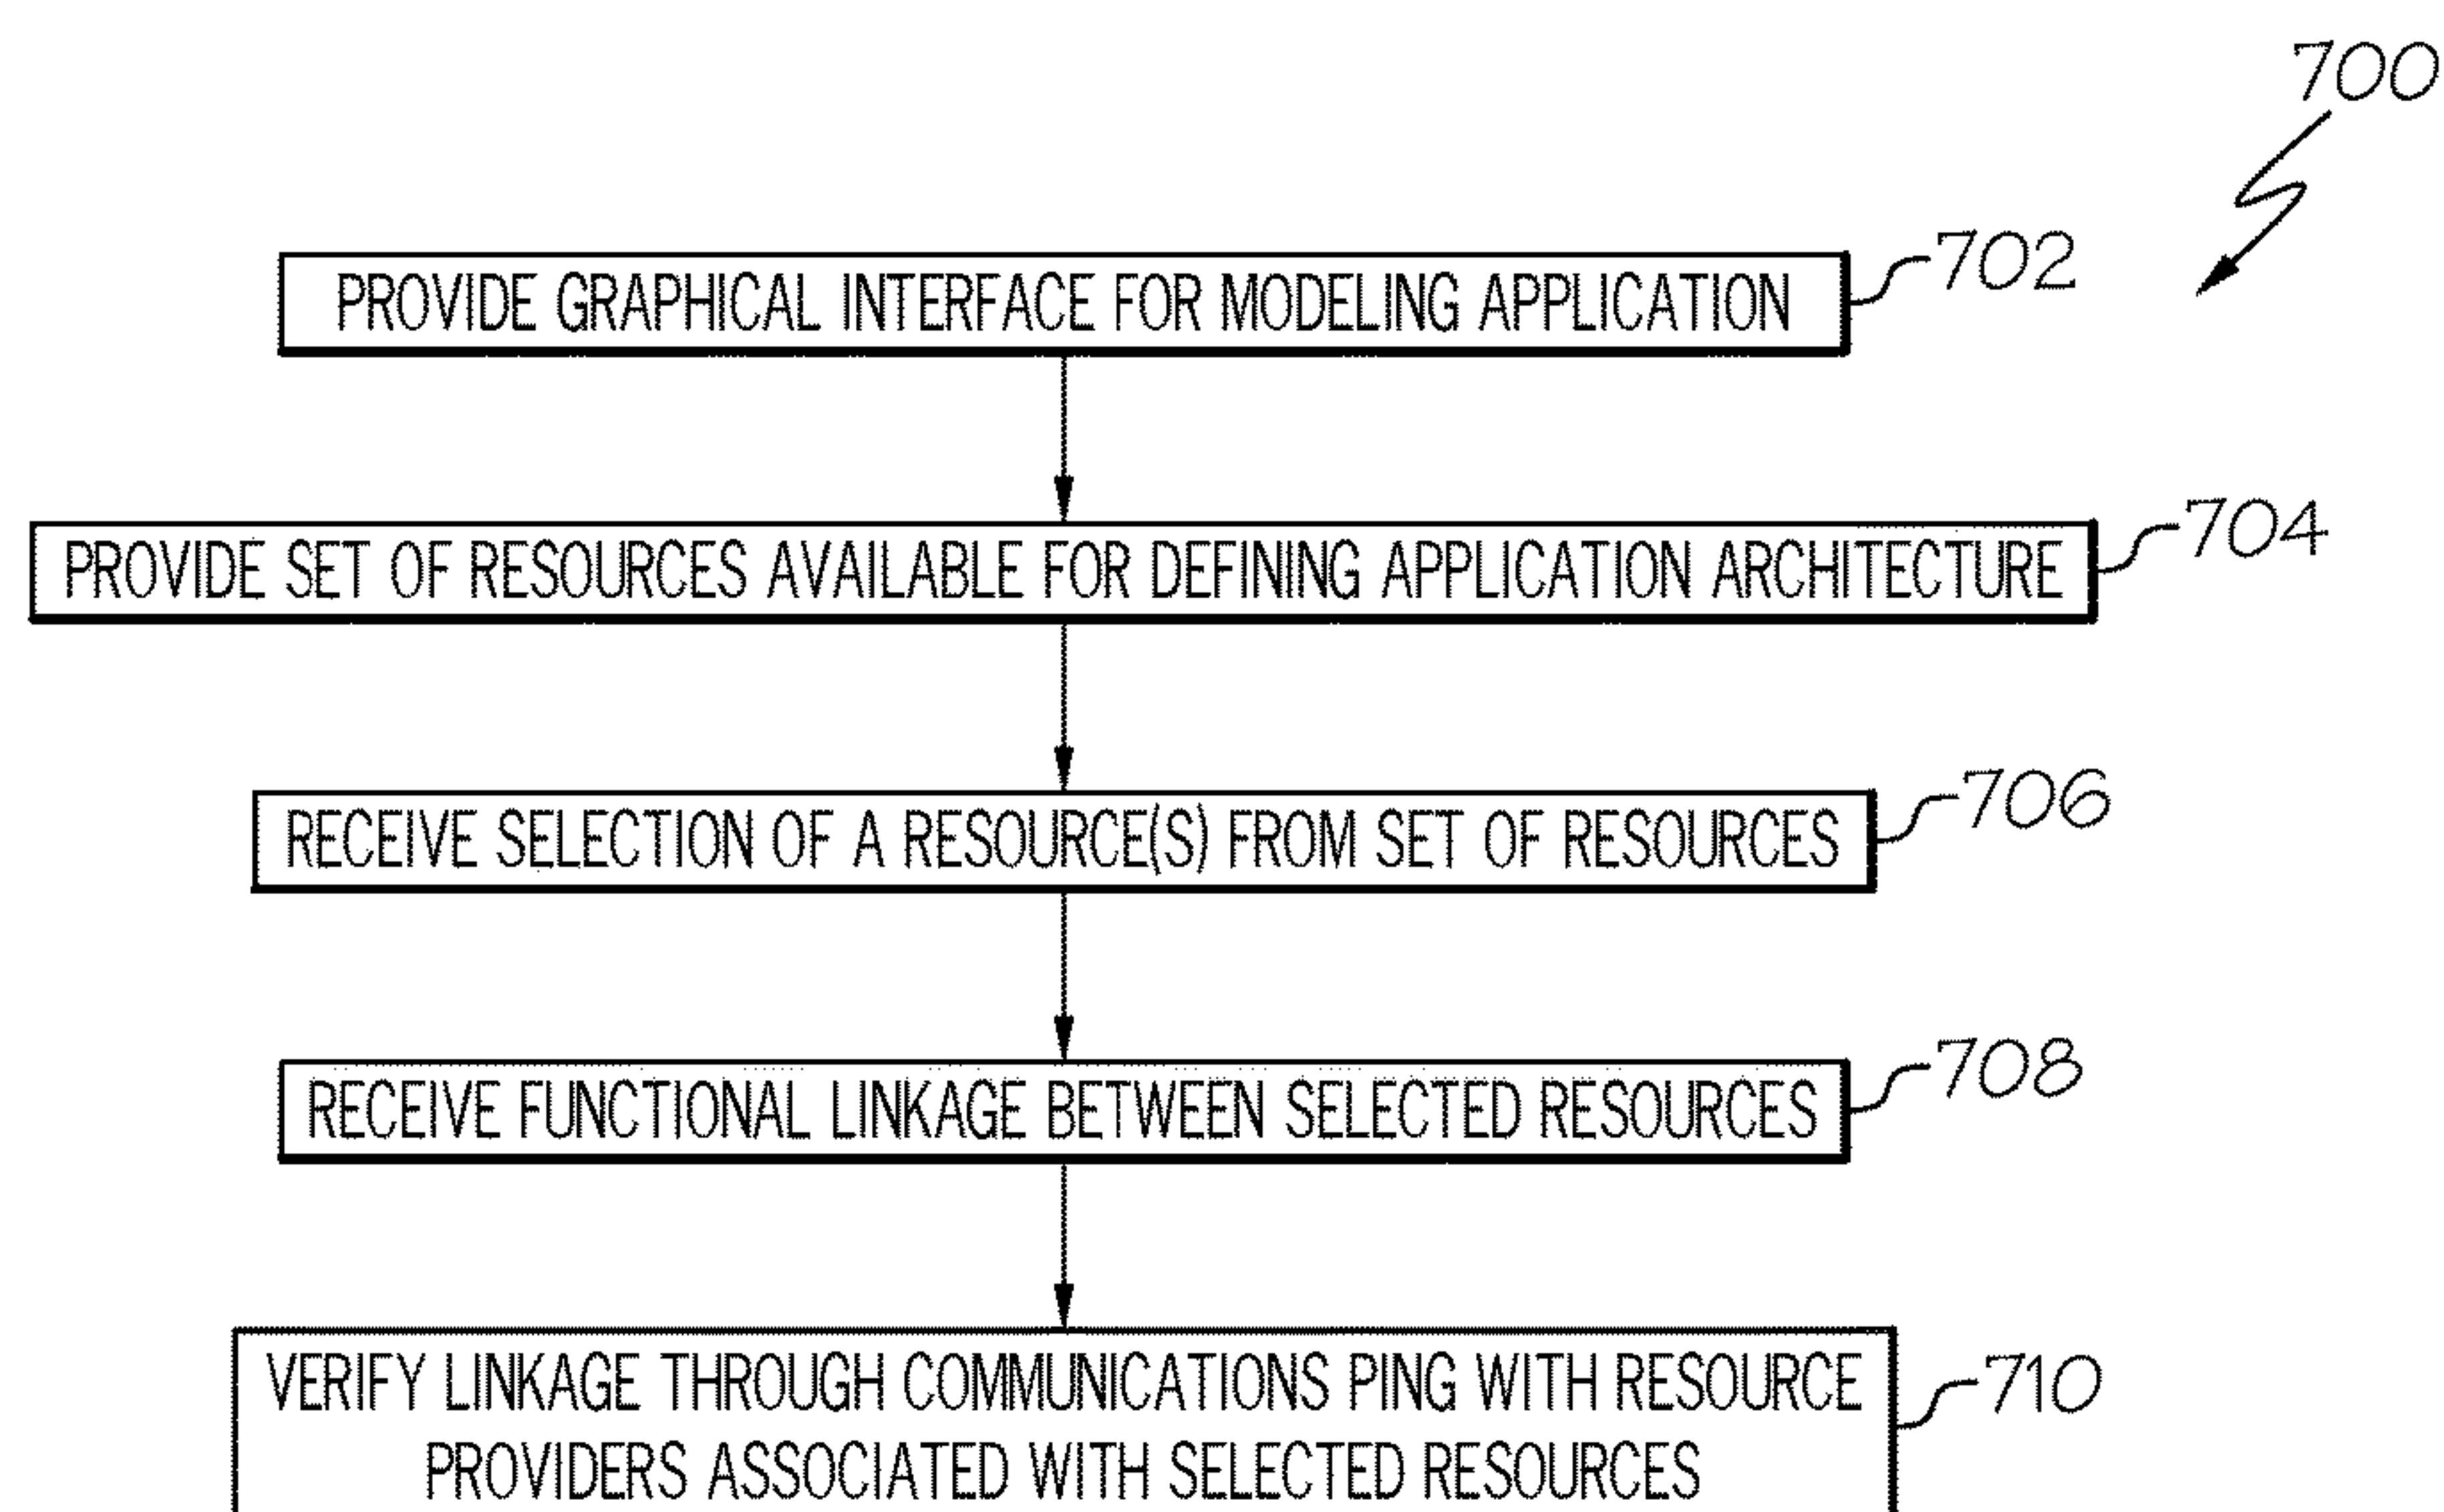 700
PROVIDE GRAPHICAL INTERFACE FOR MODELING APPLICATION
702
PROVIDE SET OF RESOURCES AVAILABLE FOR DEFINING APPLICATION ARCHITECTURE
704
RECEIVE SELECTION OF A RESOURCE(S) FROM SET OF RESOURCES
706
RECEIVE FUNCTIONAL LINKAGE BETWEEN SELECTED RESOURCES
708
VERIFY LINKAGE THROUGH COMMUNICATIONS PING WITH RESOURCE
PROVIDERS ASSOCIATED WITH SELECTED RESOURCES
710